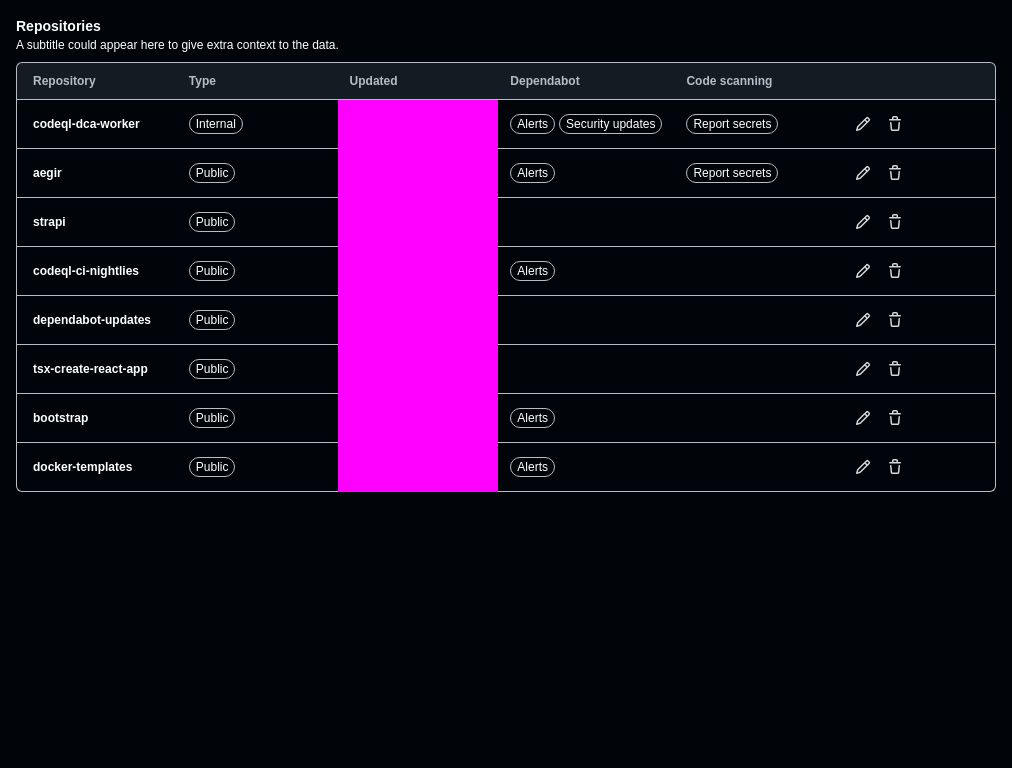 Repositories
A subtitle could appear here to give extra context to the data.
Repository Type Updated Dependabot Code scanning
codeql-dca-worker Internal Alerts Security updates Report secrets
aegir Public Alerts Report secrets
strapi Public
codeql-ci-nightlies Public Alerts
dependabot-updates Public
tsx-create-react-app Public
bootstrap Public Alerts
docker-templates Public Alerts